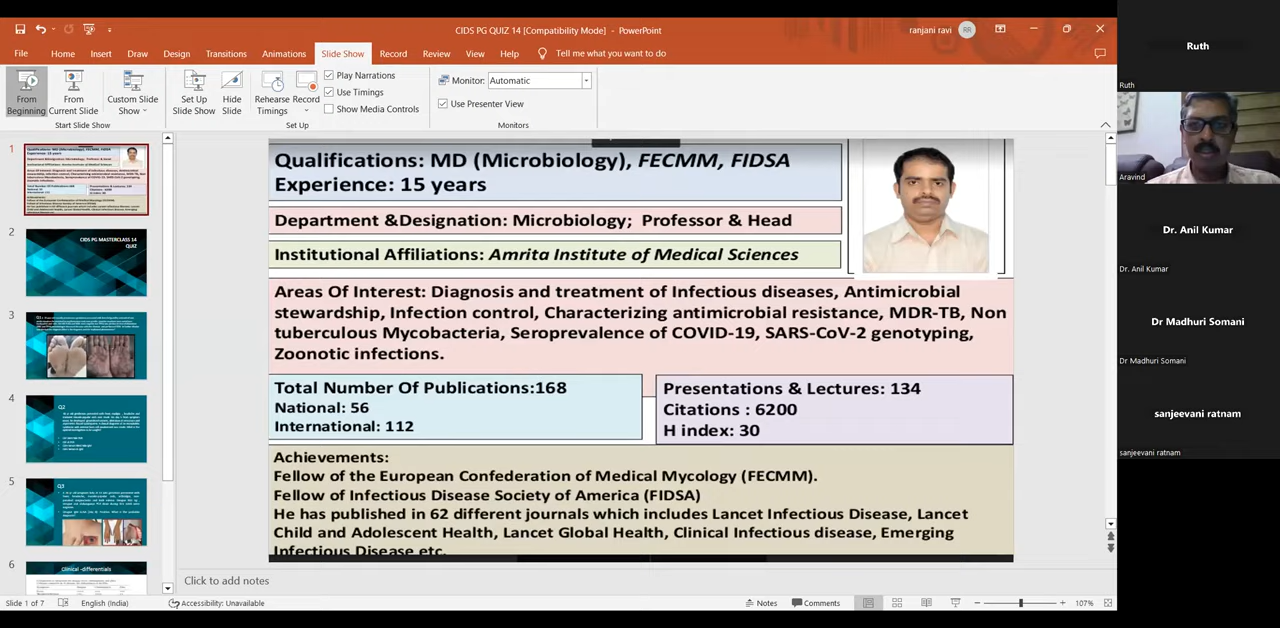 CIDS PG QUIZ 14 [Compatibility Mode] - PowerPoint
ranjani ravi
RR
File Home Insert Draw Design Transitions Animations Slide Show Record Review View Help Tell me what you want to do
From Beginning
From Current Slide
Custom Slide Show
Start Slide Show
Set Up Slide Show
Hide Slide
Rehearse Timings
Record
Play Narrations
Use Timings
Show Media Controls
Set Up
Monitor: Automatic
Use Presenter View
Monitors
1
2
CIDS PG MASTERCLASS 14
QUIZ
3
4
Q2
5
Q3
6
Clinical -differentials
Qualifications: MD (Microbiology), FECMM, FIDSA
Experience: 15 years
Department &Designation: Microbiology; Professor & Head
Institutional Affiliations: Amrita Institute of Medical Sciences
Areas Of Interest: Diagnosis and treatment of Infectious diseases, Antimicrobial
stewardship, Infection control, Characterizing antimicrobial resistance, MDR-TB, Non
tuberculous Mycobacteria, Seroprevalence of COVID-19, SARS-CoV-2 genotyping,
Zoonotic infections.
Total Number Of Publications:168
National: 56
International: 112
Presentations & Lectures: 134
Citations : 6200
H index: 30
Achievements:
Fellow of the European Confederation of Medical Mycology (FECMM).
Fellow of Infectious Disease Society of America (FIDSA)
He has published in 62 different journals which includes Lancet Infectious Disease, Lancet
Child and Adolescent Health, Lancet Global Health, Clinical Infectious disease, Emerging
Infectious Disease etc.
Click to add notes
Slide 1 of 7 English (India) Accessibility: Unavailable Notes Comments 107%
Ruth
Ruth
Aravind
Dr. Anil Kumar
Dr. Anil Kumar
Dr Madhuri Somani
Dr Madhuri Somani
sanjeevani ratnam
sanjeevani ratnam